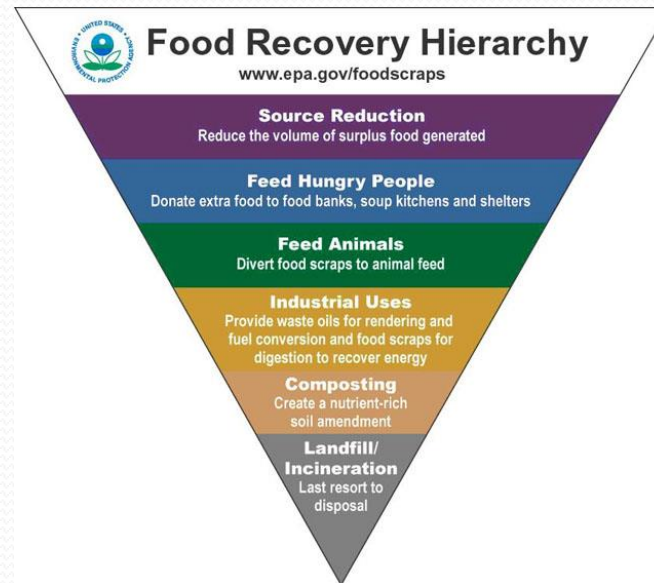 UNITED STATES
ENVIRONMENTAL PROTECTION AGENCY
Food Recovery Hierarchy
www.epa.gov/foodscraps
Source Reduction
Reduce the volume of surplus food generated
Feed Hungry People
Donate extra food to food banks, soup kitchens and shelters
Feed Animals
Divert food scraps to animal feed
Industrial Uses
Provide waste oils for rendering and
fuel conversion and food scraps for
digestion to recover energy
Composting
Create a nutrient-rich
soil amendment
Landfill/
Incineration
Last resort to
disposal